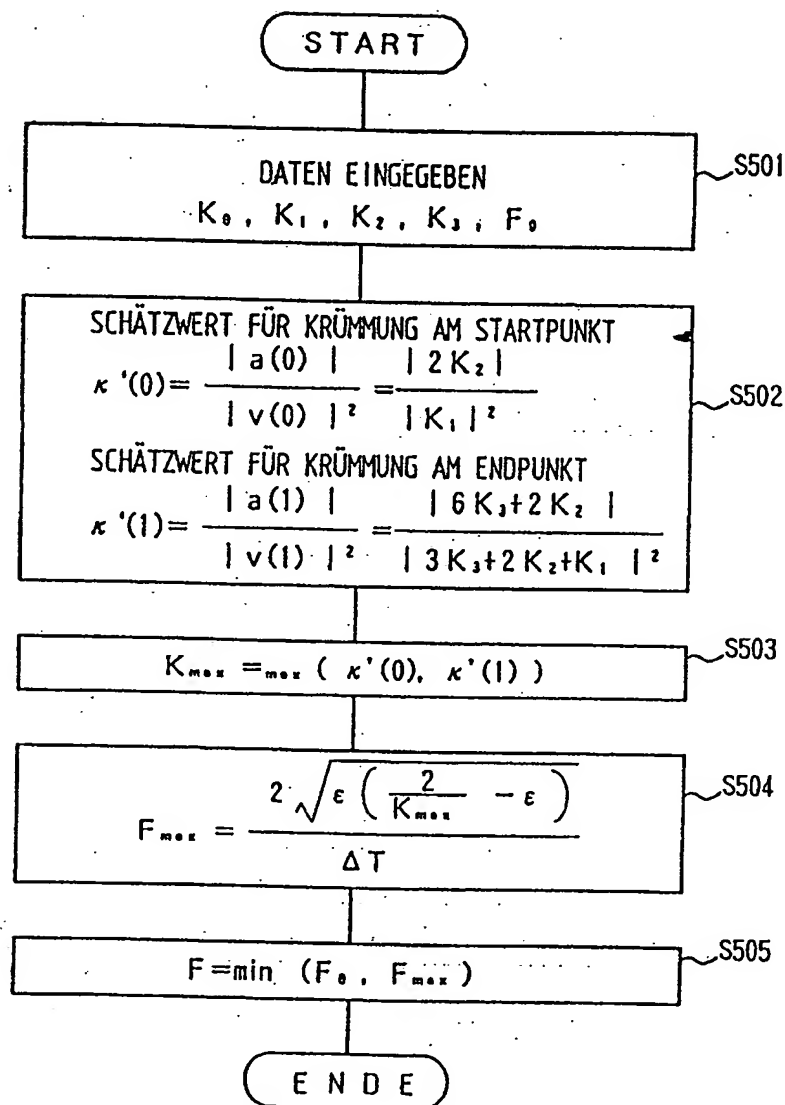 START
DATEN EINGEGEBEN
K₀ , K₁ , K₂ , K₃ , F₀
S501
SCHÄTZWERT FÜR KRÜMMUNG AM STARTPUNKT
κ'(0)= | a(0) | / | v(0) |² = | 2K₂ | / | K₁ |²
S502
SCHÄTZWERT FÜR KRÜMMUNG AM ENDPUNKT
κ'(1)= | a(1) | / | v(1) |² = | 6K₃+2K₂ | / | 3K₃+2K₂+K₁ |²
S503
Kmax =max ( κ'(0), κ'(1) )
Fmax = 2 √ε ( 2 / Kmax - ε ) / ΔT
S504
F=min (F₀ , Fmax)
S505
ENDE